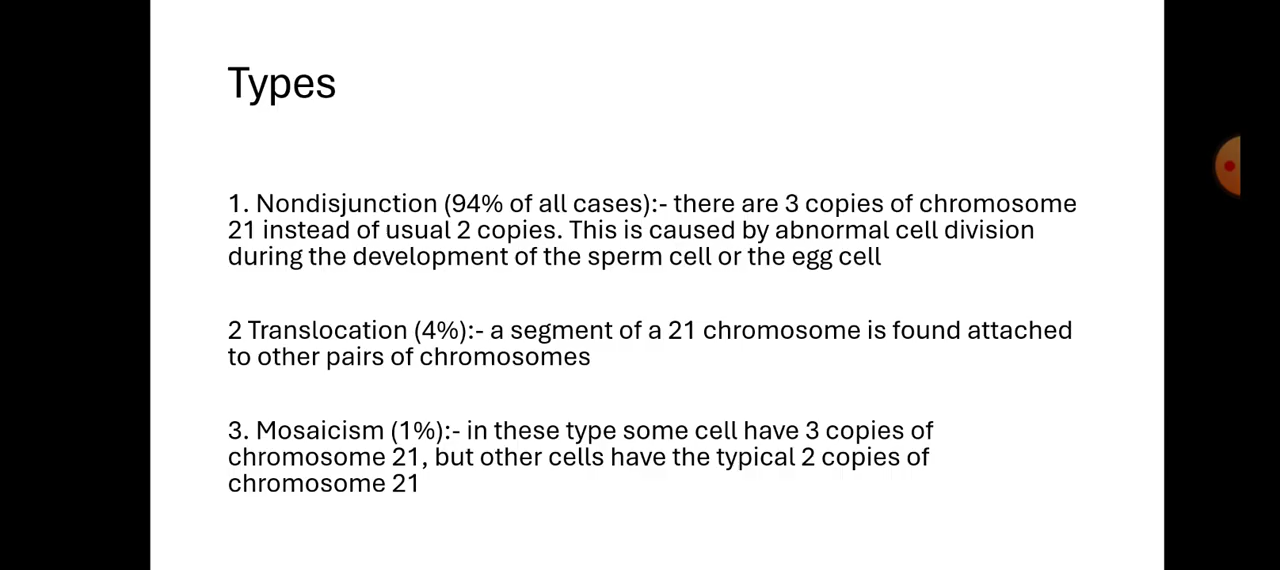 Types
1. Nondisjunction (94% of all cases):- there are 3 copies of chromosome
21 instead of usual 2 copies. This is caused by abnormal cell division
during the development of the sperm cell or the egg cell
2 Translocation (4%):- a segment of a 21 chromosome is found attached
to other pairs of chromosomes
3. Mosaicism (1%):- in these type some cell have 3 copies of
chromosome 21, but other cells have the typical 2 copies of
chromosome 21